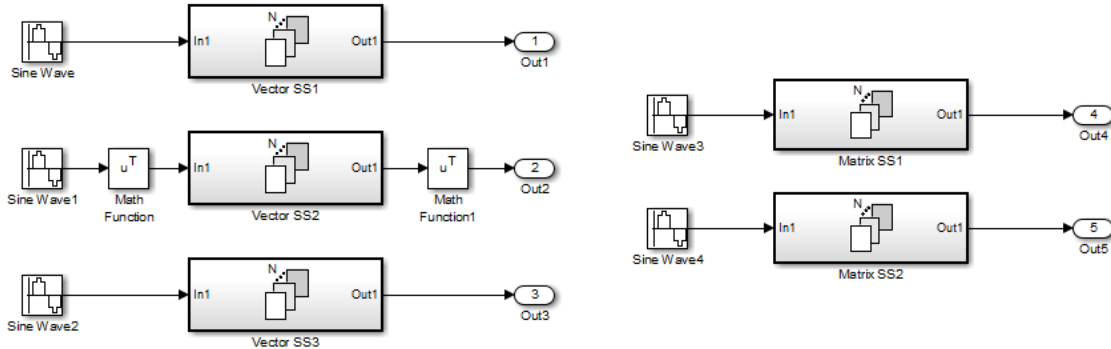 N
In1 Out1 1
Sine Wave Vector SS1 Out1
N
In1 Out1 2
uT uT
Sine Wave1 Math Function Vector SS2 Math Function1 Out2
N
In1 Out1 3
Sine Wave2 Vector SS3 Out3
N
In1 Out1 4
Sine Wave3 Matrix SS1 Out4
N
In1 Out1 5
Sine Wave4 Matrix SS2 Out5